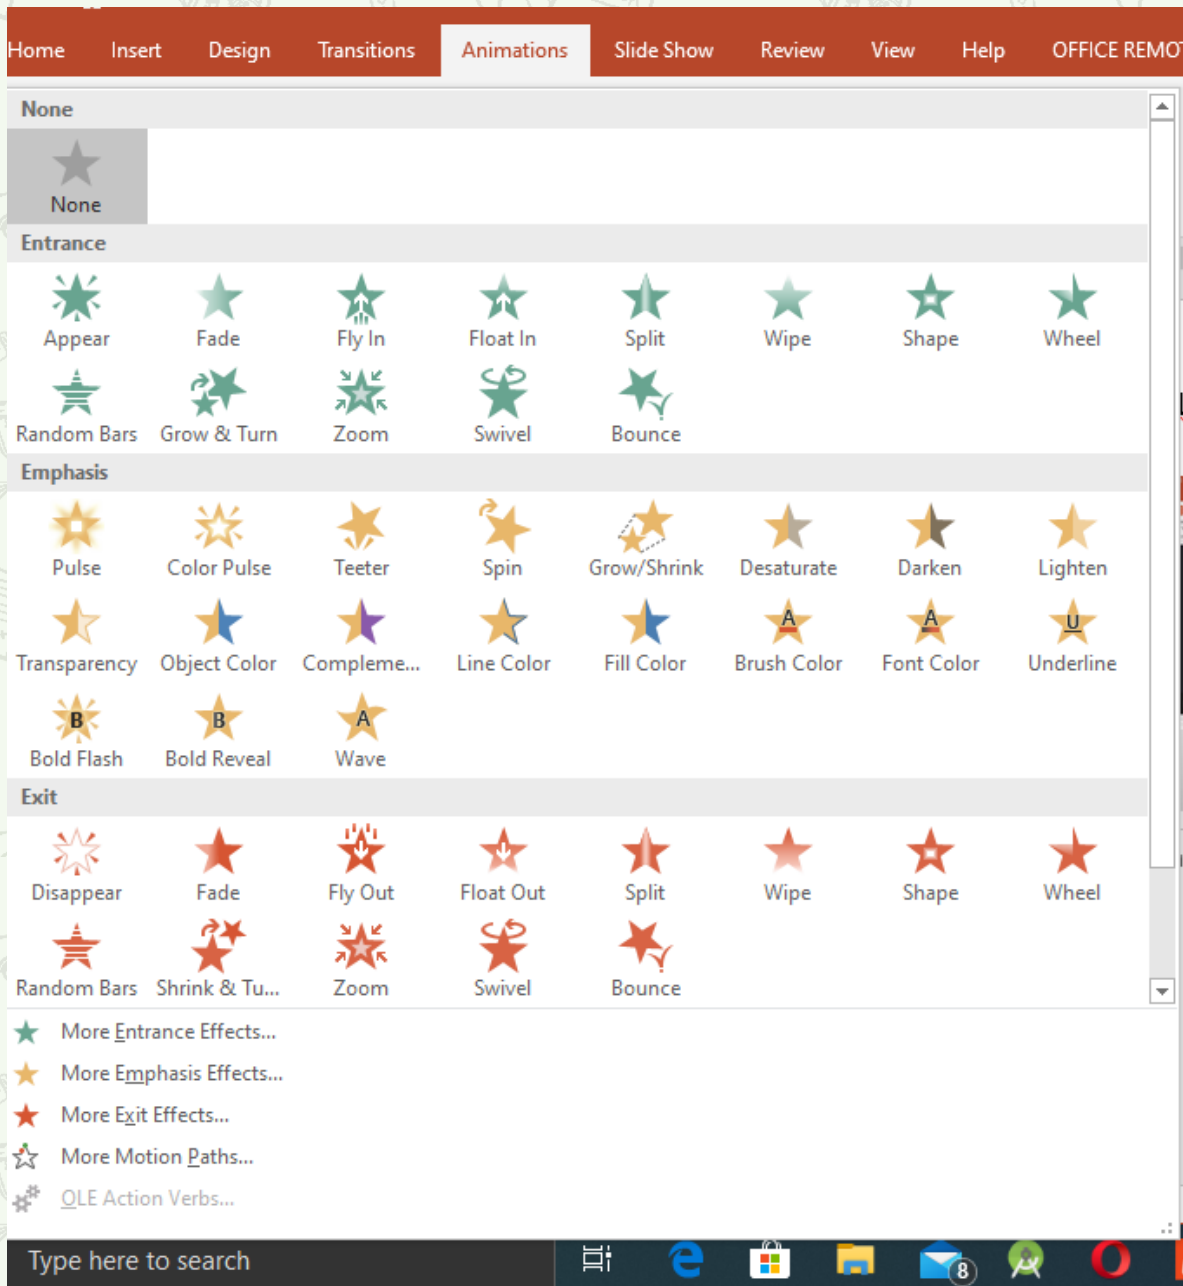 Home Insert Design Transitions Animations Slide Show Review View Help OFFICE REMO
None
None
Entrance
Appear Fade Fly In Float In Split Wipe Shape Wheel
Random Bars Grow & Turn Zoom Swivel Bounce
Emphasis
Pulse Color Pulse Teeter Spin Grow/Shrink Desaturate Darken Lighten
Transparency Object Color Compleme... Line Color Fill Color Brush Color Font Color Underline
Bold Flash Bold Reveal Wave
Exit
Disappear Fade Fly Out Float Out Split Wipe Shape Wheel
Random Bars Shrink & Tu... Zoom Swivel Bounce
More Entrance Effects...
More Emphasis Effects...
More Exit Effects...
More Motion Paths...
OLE Action Verbs...
Type here to search 8